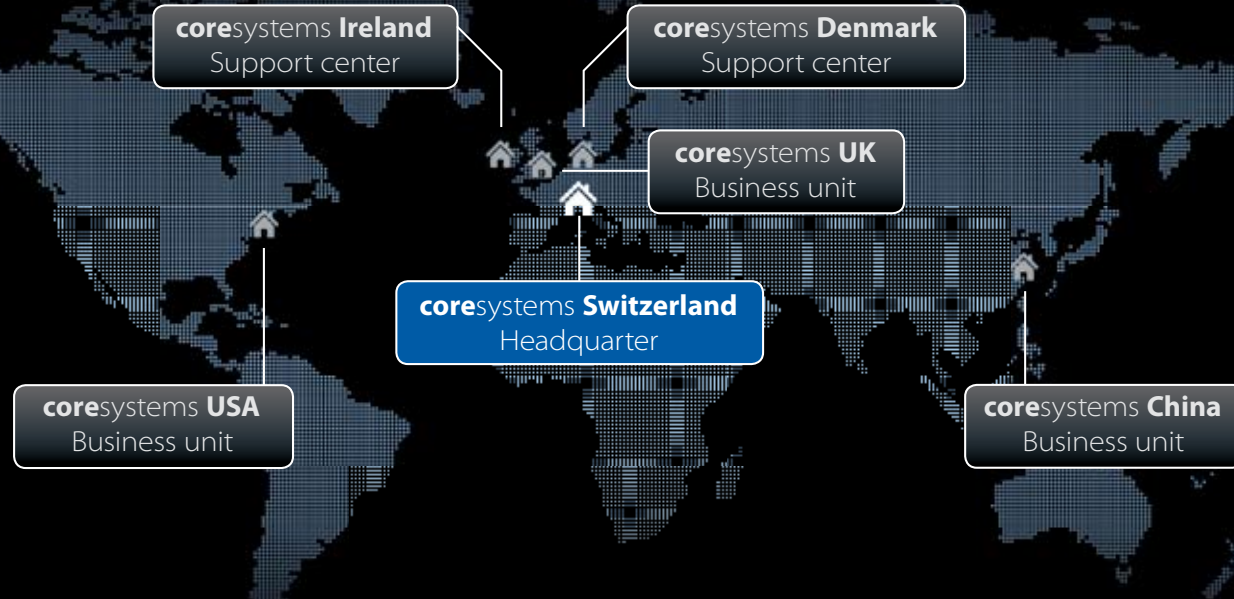 coresystems Ireland
Support center
coresystems Denmark
Support center
coresystems UK
Business unit
coresystems Switzerland
Headquarter
coresystems USA
Business unit
coresystems China
Business unit